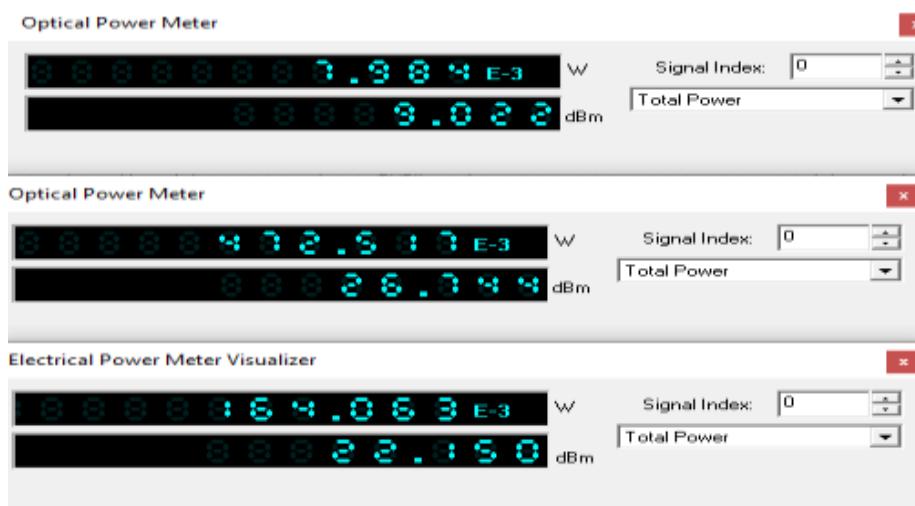 Optical Power Meter
7.984 E-3 W Signal Index: 0
9.022 dBm Total Power
Optical Power Meter
472.517 E-3 W Signal Index: 0
26.744 dBm Total Power
Electrical Power Meter Visualizer
164.063 E-3 W Signal Index: 0
22.150 dBm Total Power